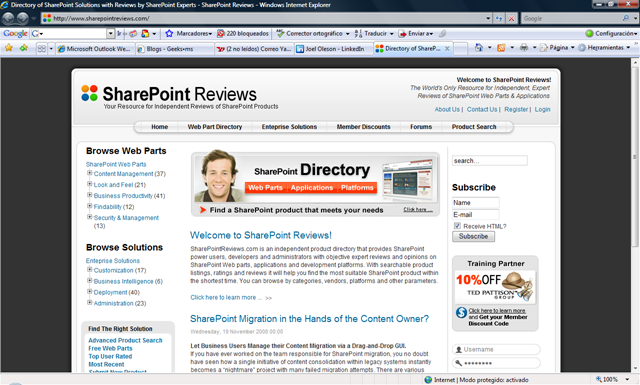 Directory of SharePoint Solutions with Reviews by SharePoint Experts - SharePoint Reviews - Windows Internet Explorer
http://www.sharepointreviews.com/
Google
Google G Ir Marcadores 220 bloqueados Corrector ortográfico Traducir Enviar a Configuración
Microsoft Outlook Web... Blogs - Geeks×ms (2 no leídos) Correo Ya... Joel Oleson - LinkedIn Directory of ShareP... Página Herramientas
SharePoint Reviews
Your Resource for Independent Reviews of SharePoint Products
Welcome to SharePoint Reviews!
The World's Only Resource for Independent, Expert
Reviews of SharePoint Web Parts & Applications
About Us | Contact Us | Register | Login
Home Web Part Directory Enteprise Solutions Member Discounts Forums Product Search
Browse Web Parts
SharePoint Web Parts
Content Management (37)
Look and Feel (21)
Business Productivity (41)
Findability (12)
Security & Management
(13)
Browse Solutions
Enteprise Solutions
Customization (17)
Business Intelligence (6)
Deployment (40)
Administration (23)
Find The Right Solution
Advanced Product Search
Free Web Parts
Top User Rated
Most Recent
Submit New Product
SharePoint Directory
Web Parts Applications Platforms
Find a SharePoint product that meets your needs
Click here ...
Welcome to SharePoint Reviews!
SharePointReviews.com is an independent product directory that provides SharePoint
power users, developers and administrators with objective expert reviews and opinions on
SharePoint Web parts, applications and development platforms. With searchable product
listings, ratings and reviews it will help you find the most suitable SharePoint product within
the shortest time. You can browse by categories, vendors, platforms and other parameters.
Click here to learn more ... >>
SharePoint Migration in the Hands of the Content Owner?
Wednesday, 19 November 2008 00:00
Let Business Users Manage their Content Migration via a Drag-and-Drop GUI.
If you have ever worked on the team responsible for SharePoint migration, you no doubt
have seen how a single initiative of content consolidation within legacy systems instantly
becomes a "nightmare" project with many failed migration attempts. There are various
search...
Subscribe
Name
E-mail
Receive HTML?
Subscribe
Training Partner
10% OFF
TED PATTISON
GROUP
Click here to learn more
and Get your Member
Discount Code
Username
••••••••
Internet | Modo protegido: activado 100%